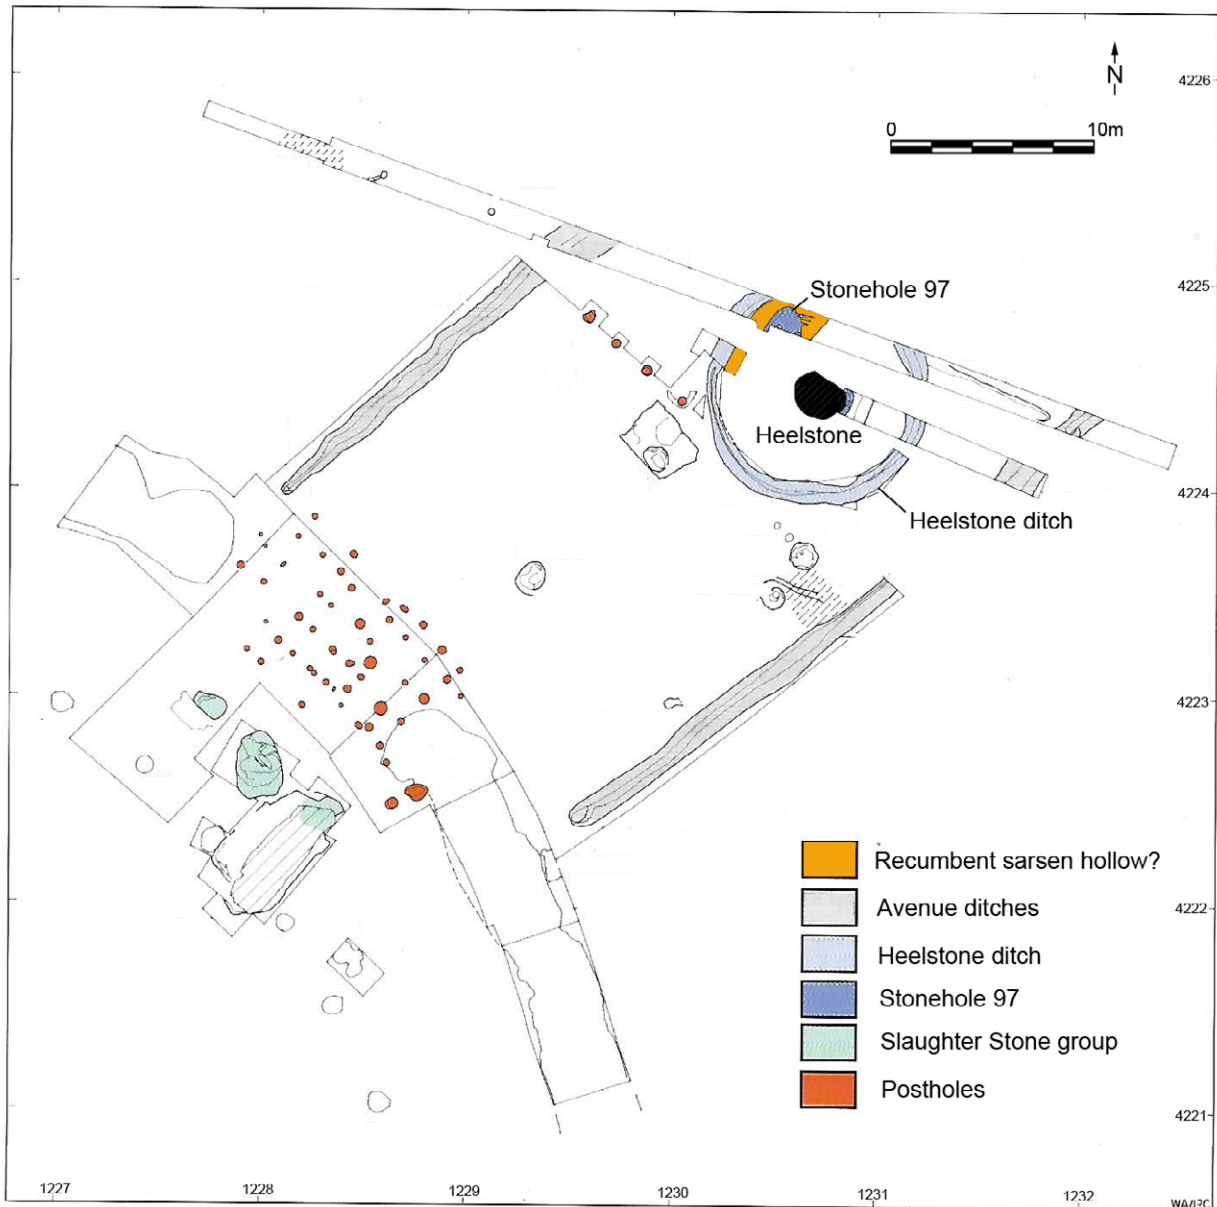 N
4226
0 10m
Stonehole 97
4225
Heelstone
4224
Heelstone ditch
4223
Recumbent sarsen hollow?
Avenue ditches
4222
Heelstone ditch
Stonehole 97
Slaughter Stone group
Postholes
4221
1227 1228 1229 1230 1231 1232